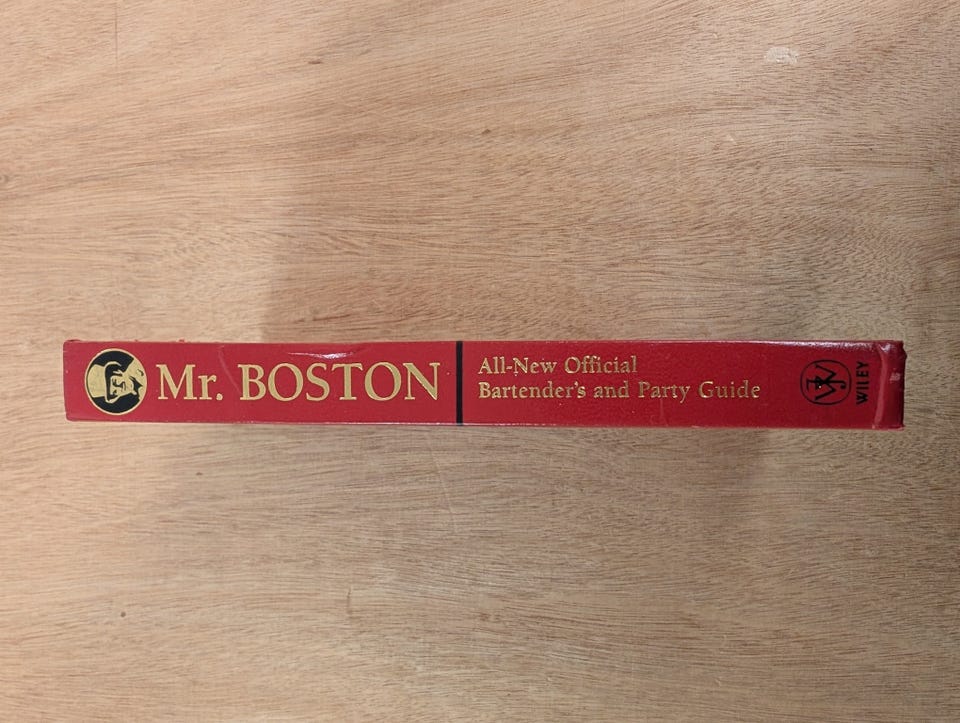 Mr. BOSTON
All-New Official
Bartender's and Party Guide
WILEY